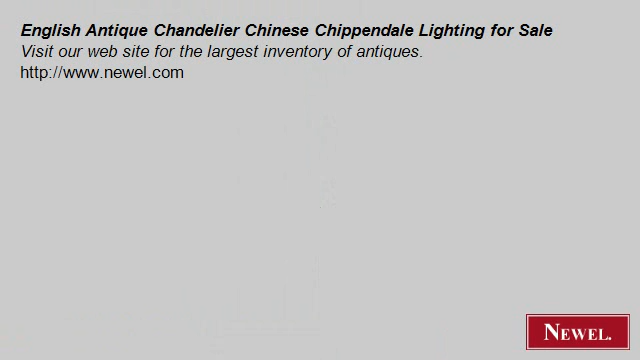 English Antique Chandelier Chinese Chippendale Lighting for Sale
Visit our web site for the largest inventory of antiques.
http://www.newel.com
NEWEL.